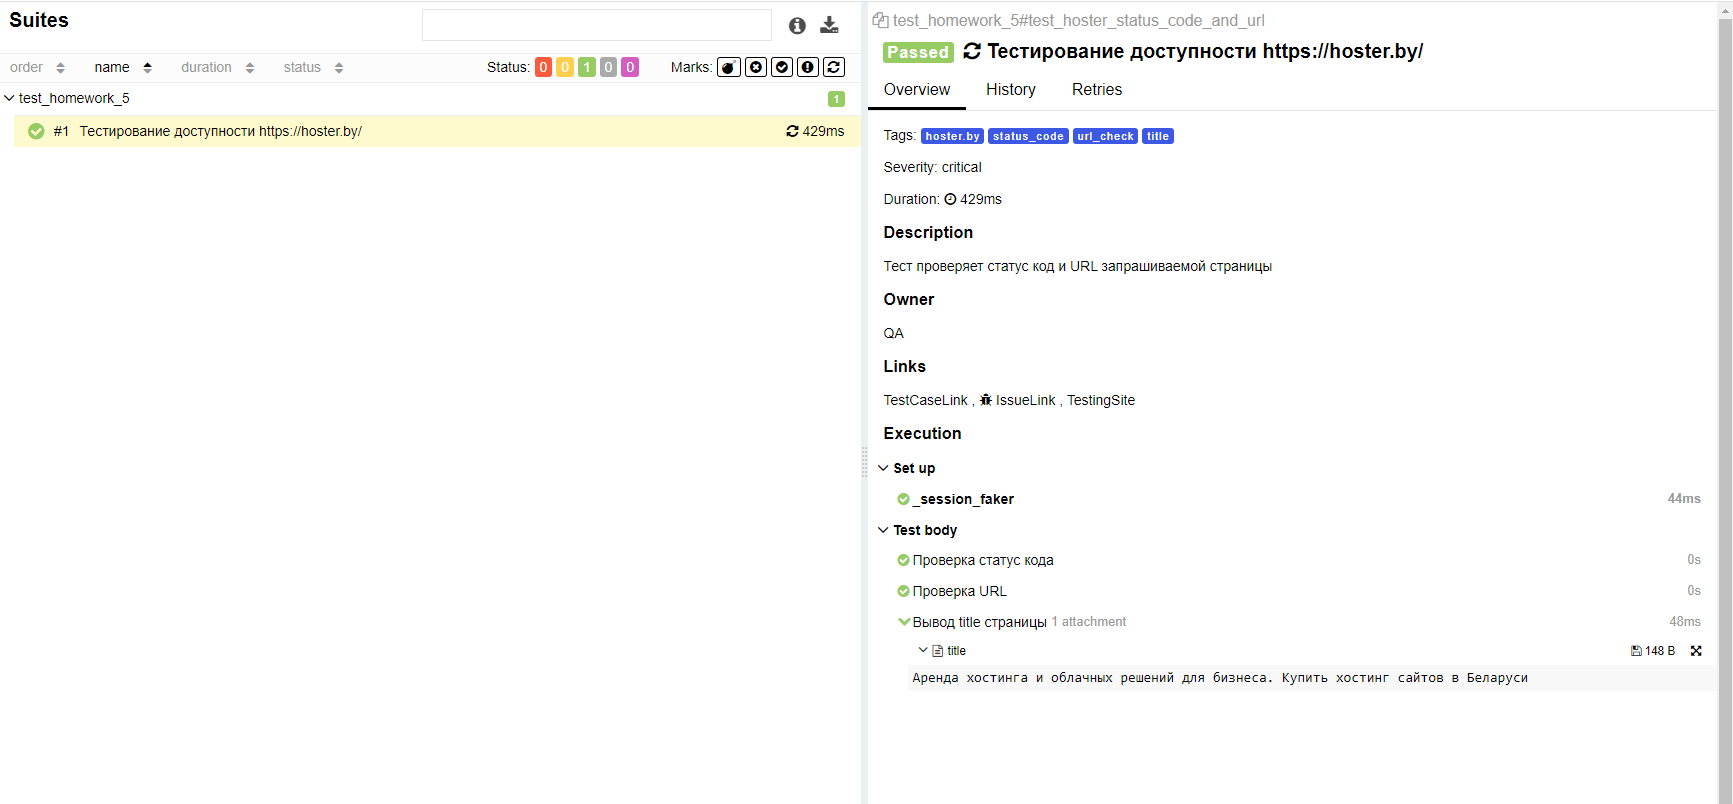 Suites
order name duration status Status: 0 0 1 0 0 Marks:
test_homework_5 1
#1 Тестирование доступности https://hoster.by/ 429ms
test_homework_5#test_hoster_status_code_and_url
Passed Тестирование доступности https://hoster.by/
Overview History Retries
Tags: hoster.by status_code url_check title
Severity: critical
Duration: 429ms
Description
Тест проверяет статус код и URL запрашиваемой страницы
Owner
QA
Links
TestCaseLink , IssueLink , TestingSite
Execution
Set up
_session_faker 44ms
Test body
Проверка статус кода 0s
Проверка URL 0s
Вывод title страницы 1 attachment 48ms
title 148 B
Аренда хостинга и облачных решений для бизнеса. Купить хостинг сайтов в Беларуси